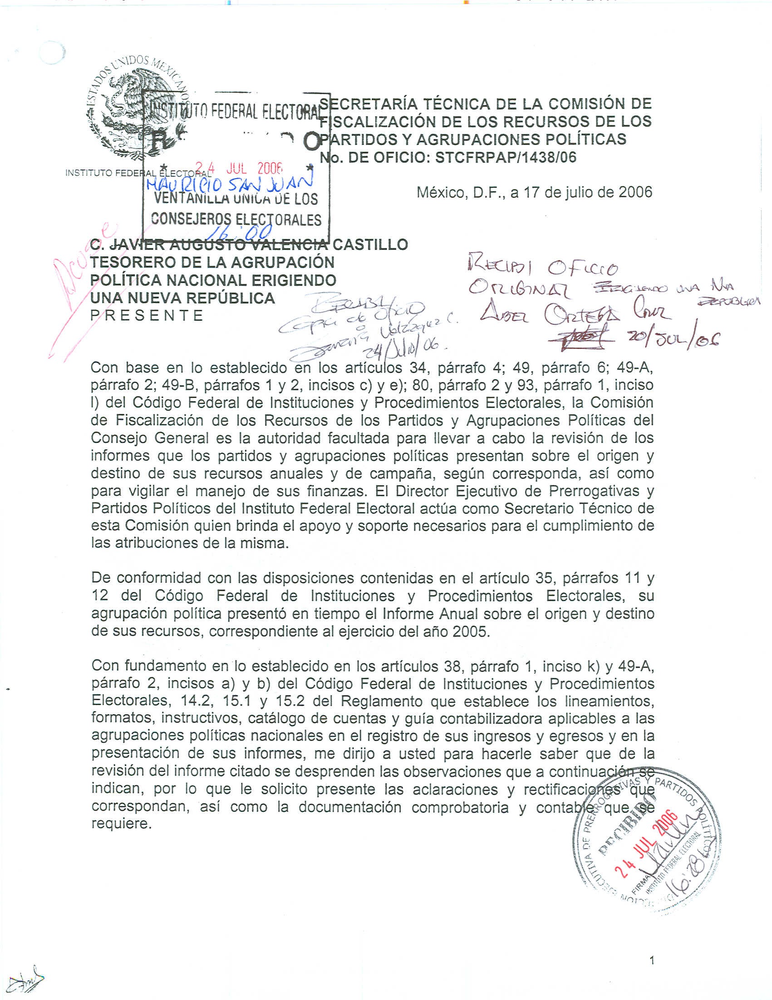 ESTADOS UNIDOS MEXICANOS
INSTITUTO FEDERAL ELECTORAL
SECRETARÍA TÉCNICA DE LA COMISIÓN DE
FISCALIZACIÓN DE LOS RECURSOS DE LOS
PARTIDOS Y AGRUPACIONES POLÍTICAS
No. DE OFICIO: STCFRPAP/1438/06
INSTITUTO FEDERAL ELECTORAL
* 24 JUL 2006 *
MAURICIO SAN JUAN
VENTANILLA UNICA DE LOS
CONSEJEROS ELECTORALES
16:00
México, D.F., a 17 de julio de 2006
Acuse
C. JAVIER AUGUSTO VALENCIA CASTILLO
TESORERO DE LA AGRUPACIÓN
POLÍTICA NACIONAL ERIGIENDO
UNA NUEVA REPÚBLICA
P R E S E N T E
RECIBI OFICIO
ORIGINAL ERIGIENDO UNA NVA
REPUBLICA
ORTEGA CRUZ
20/JUL/06
RECIBI
Copia de Oficio
Velázquez C.
24/Julio/06.
Con base en lo establecido en los artículos 34, párrafo 4; 49, párrafo 6; 49-A,
párrafo 2; 49-B, párrafos 1 y 2, incisos c) y e); 80, párrafo 2 y 93, párrafo 1, inciso
l) del Código Federal de Instituciones y Procedimientos Electorales, la Comisión
de Fiscalización de los Recursos de los Partidos y Agrupaciones Políticas del
Consejo General es la autoridad facultada para llevar a cabo la revisión de los
informes que los partidos y agrupaciones políticas presentan sobre el origen y
destino de sus recursos anuales y de campaña, según corresponda, así como
para vigilar el manejo de sus finanzas. El Director Ejecutivo de Prerrogativas y
Partidos Políticos del Instituto Federal Electoral actúa como Secretario Técnico de
esta Comisión quien brinda el apoyo y soporte necesarios para el cumplimiento de
las atribuciones de la misma.
De conformidad con las disposiciones contenidas en el artículo 35, párrafos 11 y
12 del Código Federal de Instituciones y Procedimientos Electorales, su
agrupación política presentó en tiempo el Informe Anual sobre el origen y destino
de sus recursos, correspondiente al ejercicio del año 2005.
Con fundamento en lo establecido en los artículos 38, párrafo 1, inciso k) y 49-A,
párrafo 2, incisos a) y b) del Código Federal de Instituciones y Procedimientos
Electorales, 14.2, 15.1 y 15.2 del Reglamento que establece los lineamientos,
formatos, instructivos, catálogo de cuentas y guía contabilizadora aplicables a las
agrupaciones políticas nacionales en el registro de sus ingresos y egresos y en la
presentación de sus informes, me dirijo a usted para hacerle saber que de la
revisión del informe citado se desprenden las observaciones que a continuación se
indican, por lo que le solicito presente las aclaraciones y rectificaciones que
correspondan, así como la documentación comprobatoria y contable que se
requiere.
EJECUTIVA DE PRERROGATIVAS Y PARTIDOS POLÍTICOS
RECIBIDO
24 JUL 2006
FIRMA
INSTITUTO FEDERAL ELECTORAL
16:28
1